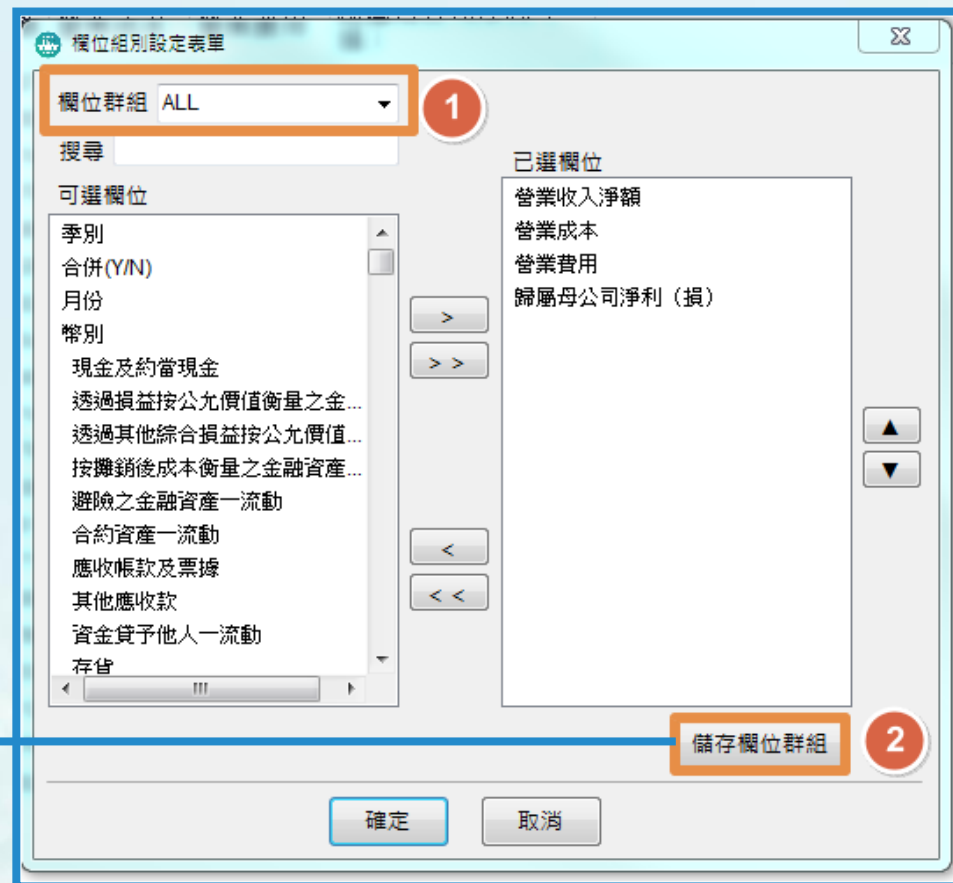 欄位組別設定表單
欄位群組 ALL
1
搜尋
可選欄位
季別
合併(Y/N)
月份
幣別
現金及約當現金
透過損益按公允價值衡量之金...
透過其他綜合損益按公允價值...
按攤銷後成本衡量之金融資產...
避險之金融資產－流動
合約資產－流動
應收帳款及票據
其他應收款
資金貸予他人－流動
存貨
>
> >
<
< <
已選欄位
營業收入淨額
營業成本
營業費用
歸屬母公司淨利（損）
▲
▼
儲存欄位群組
2
確定
取消